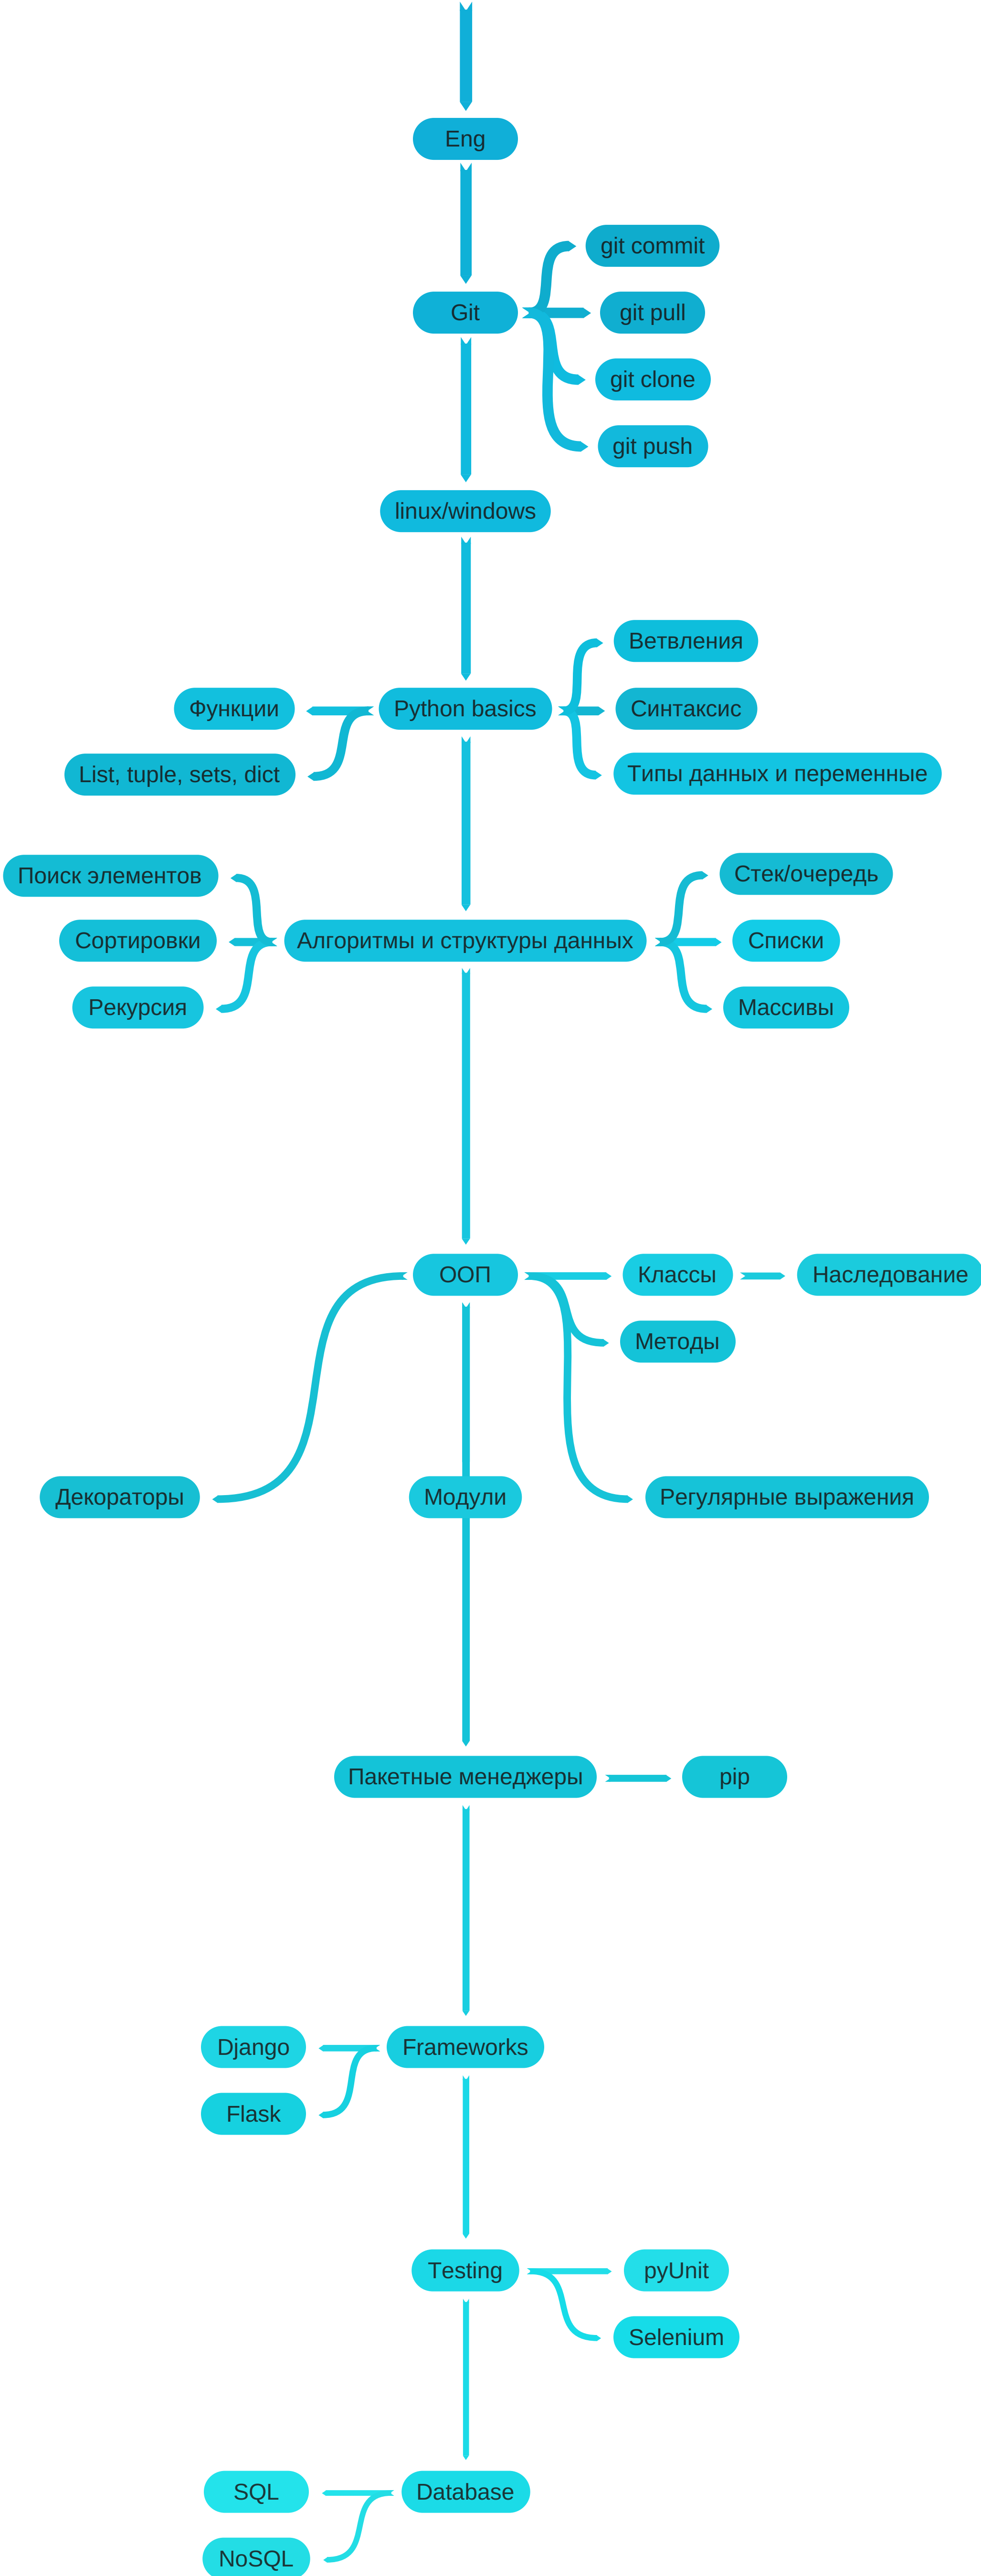 Eng
git commit
Git
git pull
git clone
git push
linux/windows
Ветвления
Функции
Python basics
Синтаксис
List, tuple, sets, dict
Типы данных и переменные
Поиск элементов
Стек/очередь
Сортировки
Алгоритмы и структуры данных
Списки
Рекурсия
Массивы
ООП
Классы
Наследование
Методы
Декораторы
Модули
Регулярные выражения
Пакетные менеджеры
pip
Django
Frameworks
Flask
Testing
pyUnit
Selenium
SQL
Database
NoSQL